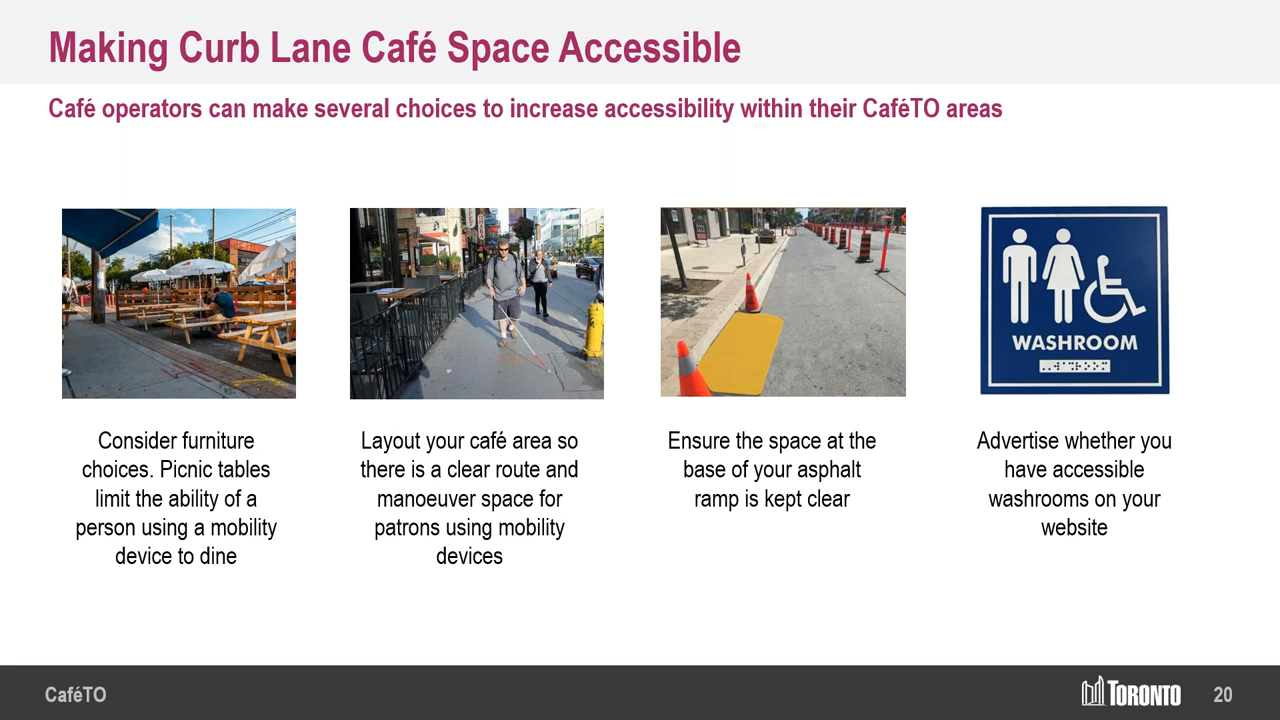 Making Curb Lane Café Space Accessible
Café operators can make several choices to increase accessibility within their CaféTO areas
Consider furniture
choices. Picnic tables
limit the ability of a
person using a mobility
device to dine
Layout your café area so
there is a clear route and
manoeuver space for
patrons using mobility
devices
Ensure the space at the
base of your asphalt
ramp is kept clear
WASHROOM
Advertise whether you
have accessible
washrooms on your
website
CaféTO
TORONTO
20